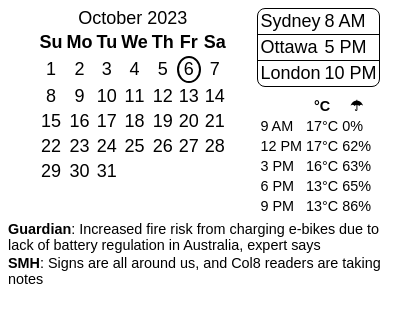 October 2023
Su Mo Tu We Th Fr Sa
1 2 3 4 5 6 7
8 9 10 11 12 13 14
15 16 17 18 19 20 21
22 23 24 25 26 27 28
29 30 31
Sydney 8 AM
Ottawa 5 PM
London 10 PM
°C ☂
9 AM 17°C 0%
12 PM 17°C 62%
3 PM 16°C 63%
6 PM 13°C 65%
9 PM 13°C 86%
Guardian: Increased fire risk from charging e-bikes due to
lack of battery regulation in Australia, expert says
SMH: Signs are all around us, and Col8 readers are taking
notes